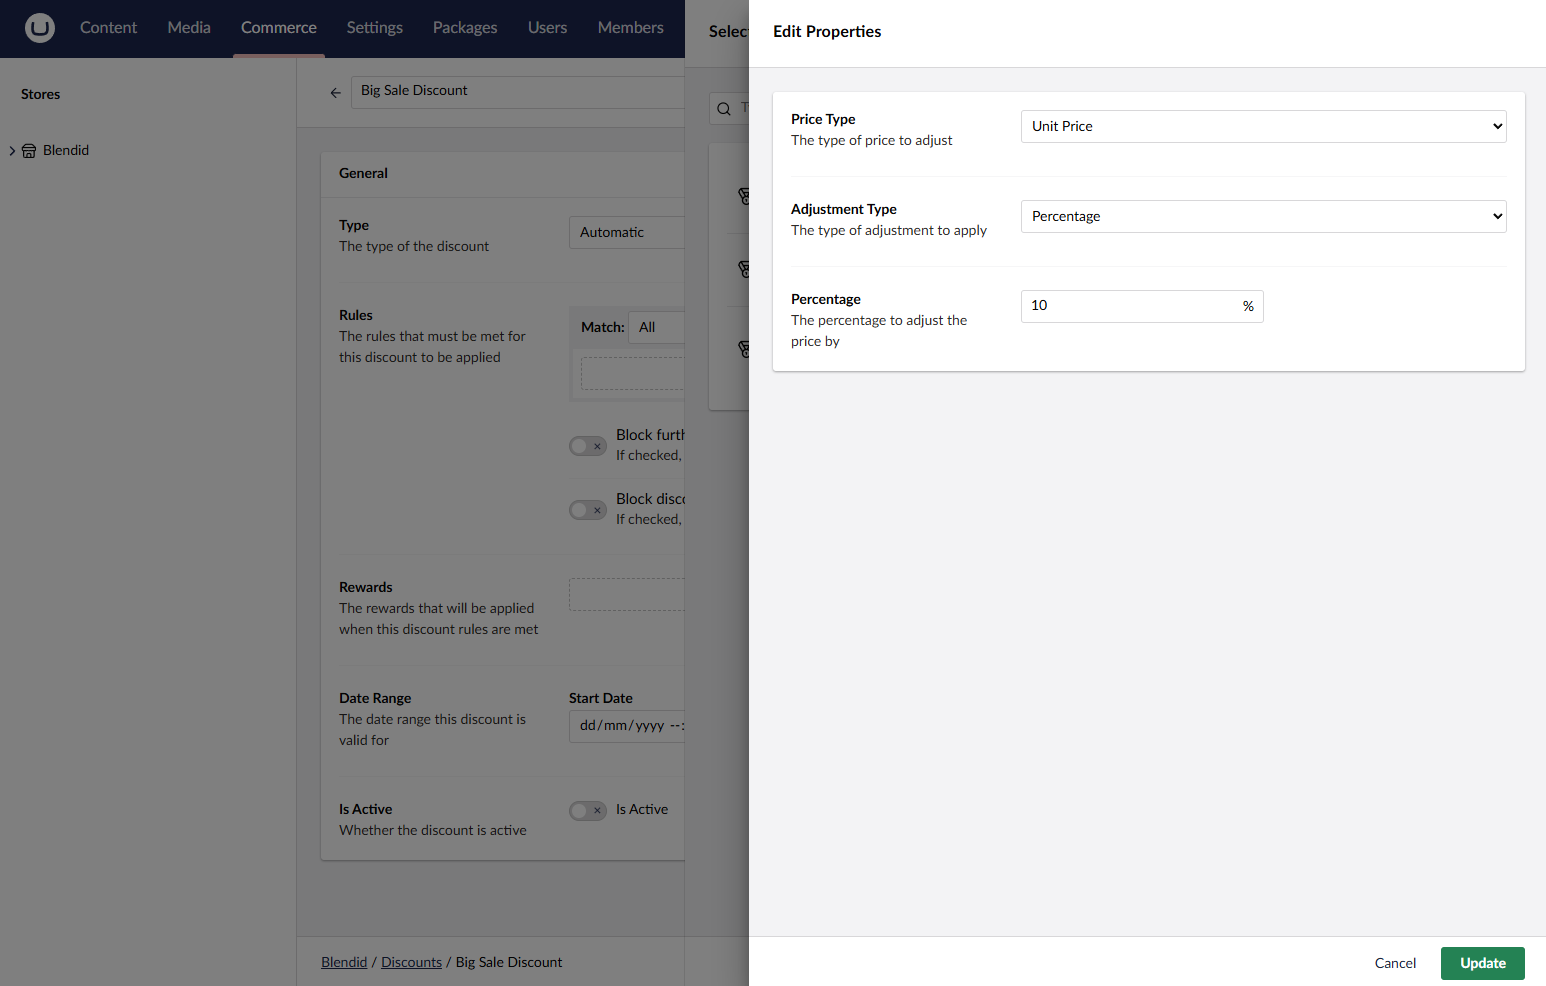 Content Media Commerce Settings Packages Users Members
Stores
Blendid
Big Sale Discount
General
Type
The type of the discount
Automatic
Rules
The rules that must be met for
this discount to be applied
Match: All
Block
If checked,
Block
If checked,
Rewards
The rewards that will be applied
when this discount rules are met
Date Range
The date range this discount is
valid for
Start Date
dd/mm/yyyy --:
Is Active
Whether the discount is active
Is Active
Blendid / Discounts / Big Sale Discount
Edit Properties
Price Type
The type of price to adjust
Unit Price
Adjustment Type
The type of adjustment to apply
Percentage
Percentage
The percentage to adjust the
price by
10 %
Cancel Update